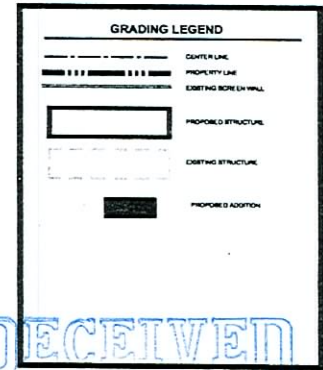 GRADING LEGEND
CENTER LINE
PROPERTY LINE
EXISTING SCREEN WALL
PROPOSED STRUCTURE
EXISTING STRUCTURE
PROPOSED ADDITION
RECEIVED